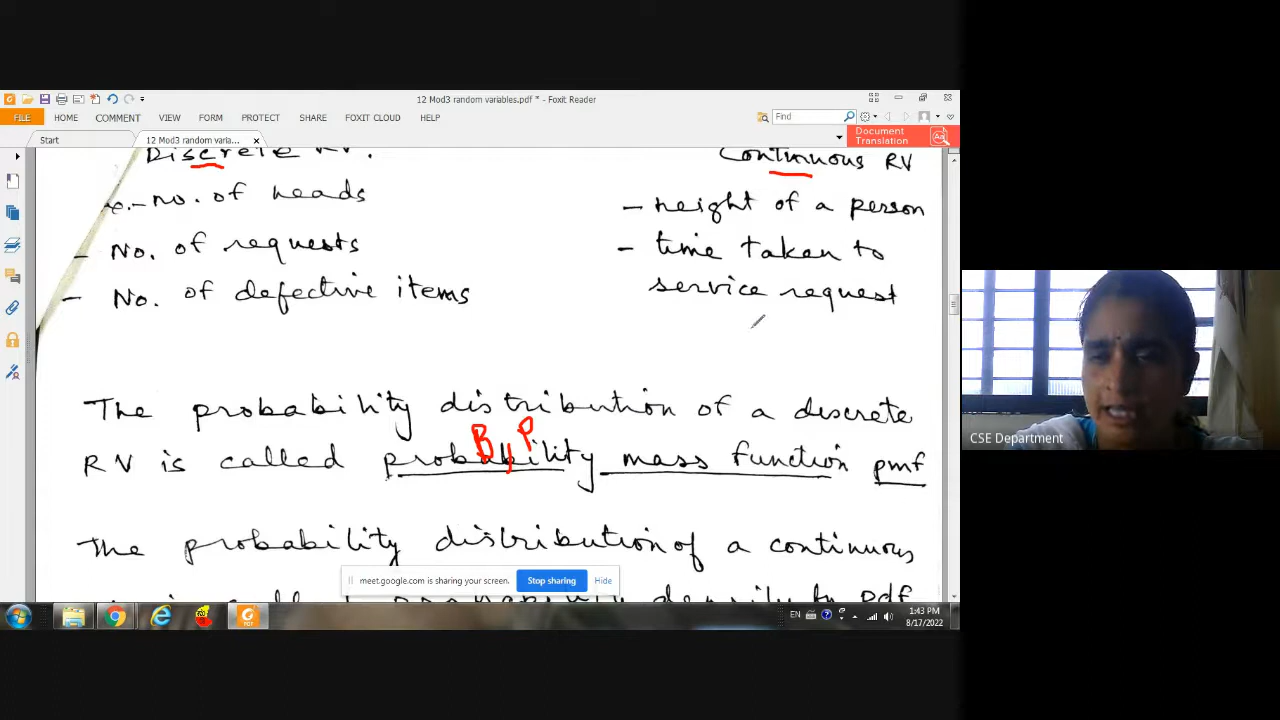 12 Mod3 random variables.pdf * - Foxit Reader
FILE HOME COMMENT VIEW FORM PROTECT SHARE FOXIT CLOUD HELP
Find
Start
12 Mod3 random varia...
Document Translation
Discrete RV.
Continuous RV
- no. of heads
- height of a person
- No. of requests
- time taken to
- No. of defective items
service request
The probability distribution of a discrete
B y P
RV is called probability mass function pmf
The probability distribution of a continuous
meet.google.com is sharing your screen.
Stop sharing
Hide
density fn pdf
EN
1:43 PM
8/17/2022
CSE Department